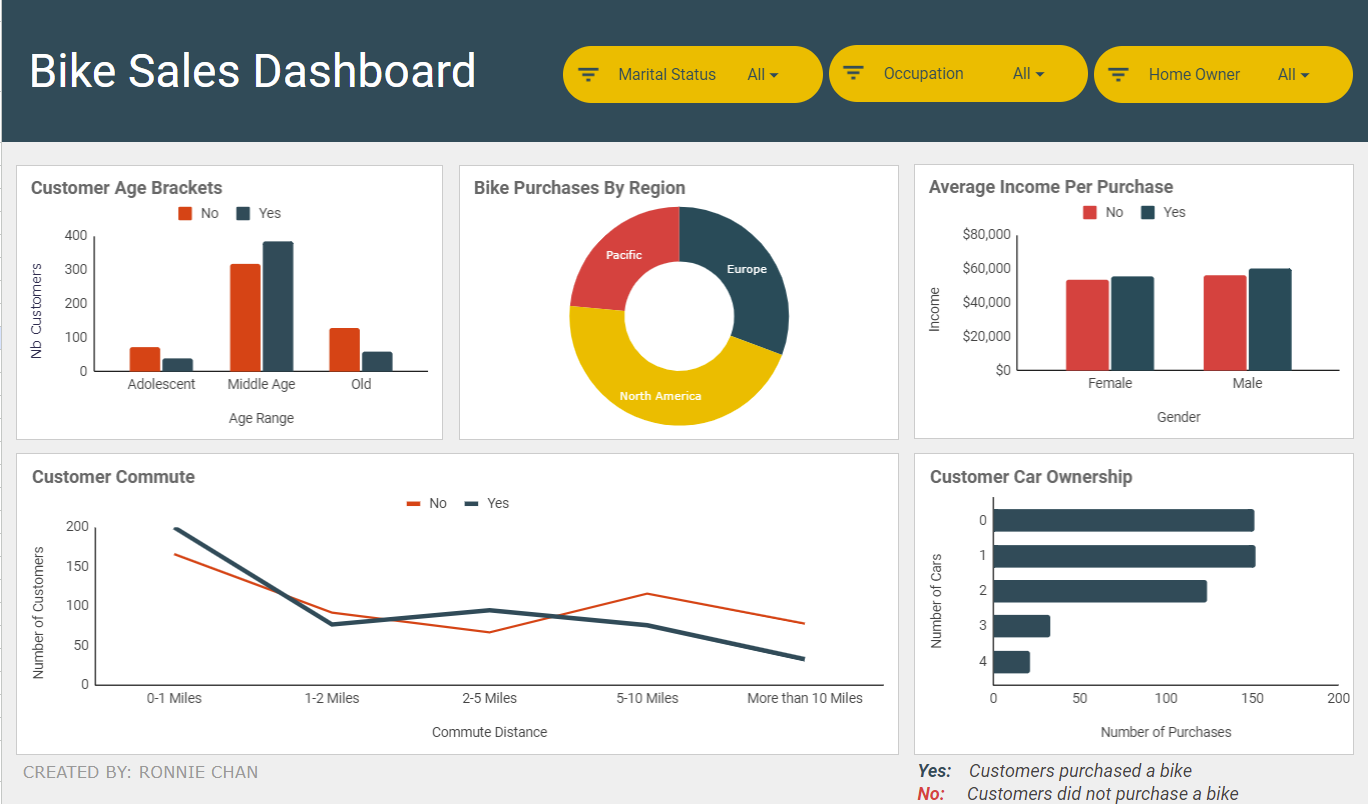 Bike Sales Dashboard
Marital Status All
Occupation All
Home Owner All
Customer Age Brackets
No Yes
Nb Customers
400
300
200
100
0
Adolescent Middle Age Old
Age Range
Bike Purchases By Region
Pacific
Europe
North America
Average Income Per Purchase
No Yes
Income
$80,000
$60,000
$40,000
$20,000
$0
Female Male
Gender
Customer Commute
No Yes
Number of Customers
200
150
100
50
0
0-1 Miles 1-2 Miles 2-5 Miles 5-10 Miles More than 10 Miles
Commute Distance
Customer Car Ownership
Number of Cars
0
1
2
3
4
0 50 100 150 200
Number of Purchases
CREATED BY: RONNIE CHAN
Yes: Customers purchased a bike
No: Customers did not purchase a bike